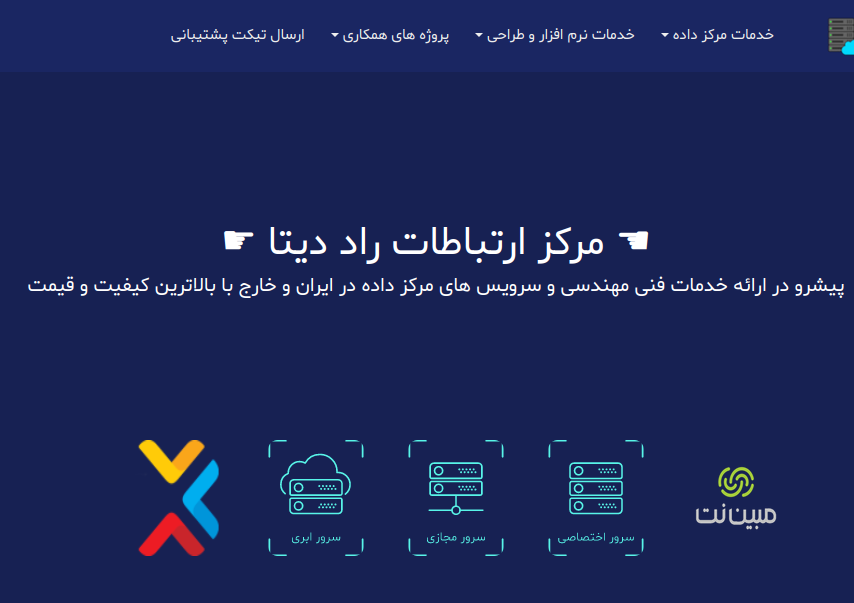 خدمات مرکز داده
خدمات نرم افزار و طراحی
پروژه های همکاری
ارسال تیکت پشتیبانی
☚ مرکز ارتباطات راد دیتا ☛
پیشرو در ارائه خدمات فنی مهندسی و سرویس های مرکز داده در ایران و خارج با بالاترین کیفیت و قیمت
مبین نت
سرور اختصاصی
سرور مجازی
سرور ابری